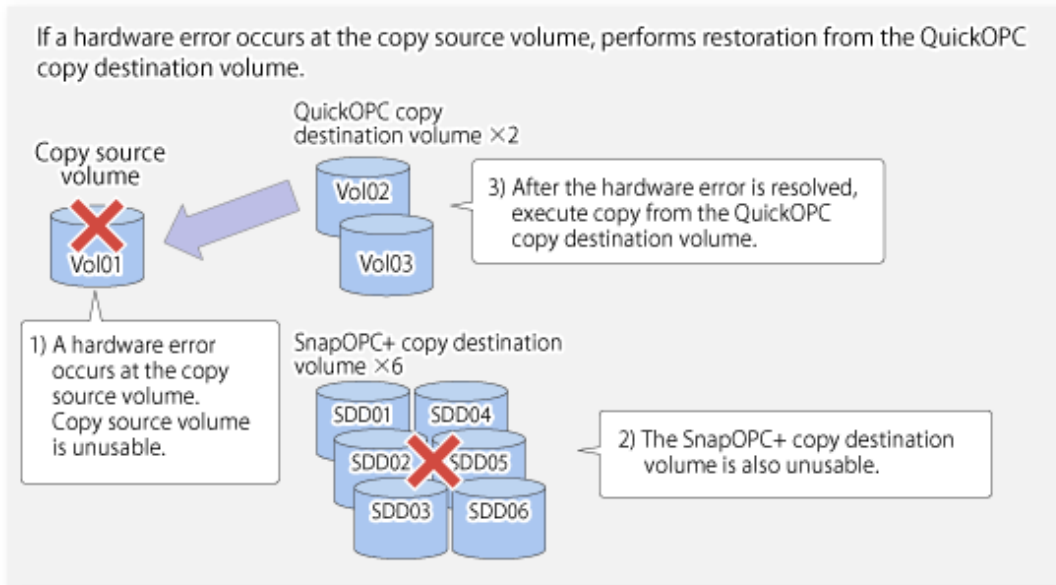 If a hardware error occurs at the copy source volume, performs restoration from the QuickOPC
copy destination volume.
QuickOPC copy
destination volume ×2
Copy source
volume
Vol01
Vol02
Vol03
3) After the hardware error is resolved,
execute copy from the QuickOPC
copy destination volume.
1) A hardware error
occurs at the copy
source volume.
Copy source volume
is unusable.
SnapOPC+ copy destination
volume ×6
SDD01
SDD04
SDD02
SDD05
SDD03
SDD06
2) The SnapOPC+ copy destination
volume is also unusable.